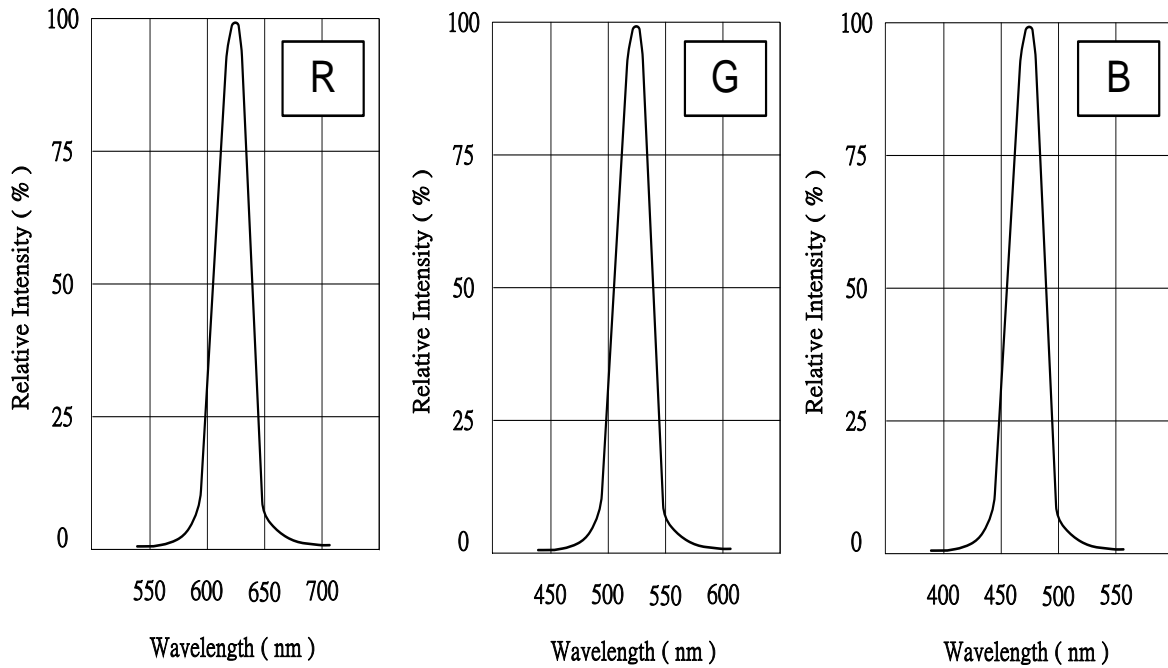 R
100
75
50
25
0
Relative Intensity ( % )
550 600 650 700
Wavelength ( nm )
G
100
75
50
25
0
Relative Intensity ( % )
450 500 550 600
Wavelength ( nm )
B
100
75
50
25
0
Relative Intensity ( % )
400 450 500 550
Wavelength ( nm )